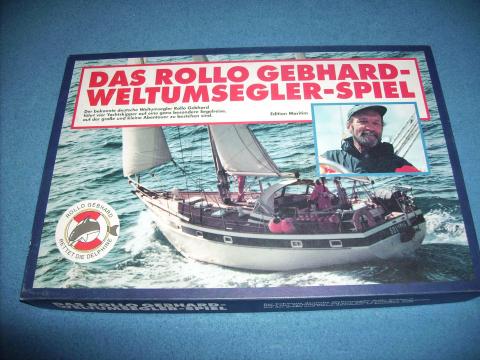 DAS ROLLO GEBHARD-
WELTUMSEGLER-SPIEL
Der bekannte deutsche Weltumsegler Rollo Gebhard
führt vier Yachtskipper auf eine ganz besondere Segelreise,
auf der große und kleine Abenteuer zu bestehen sind.
Edition Maritim
ROLLO GEBHARD
RETTET DIE DELPHINE
DAS ROLLO GEBHARD-
WELTUMSEGLER-SPIEL